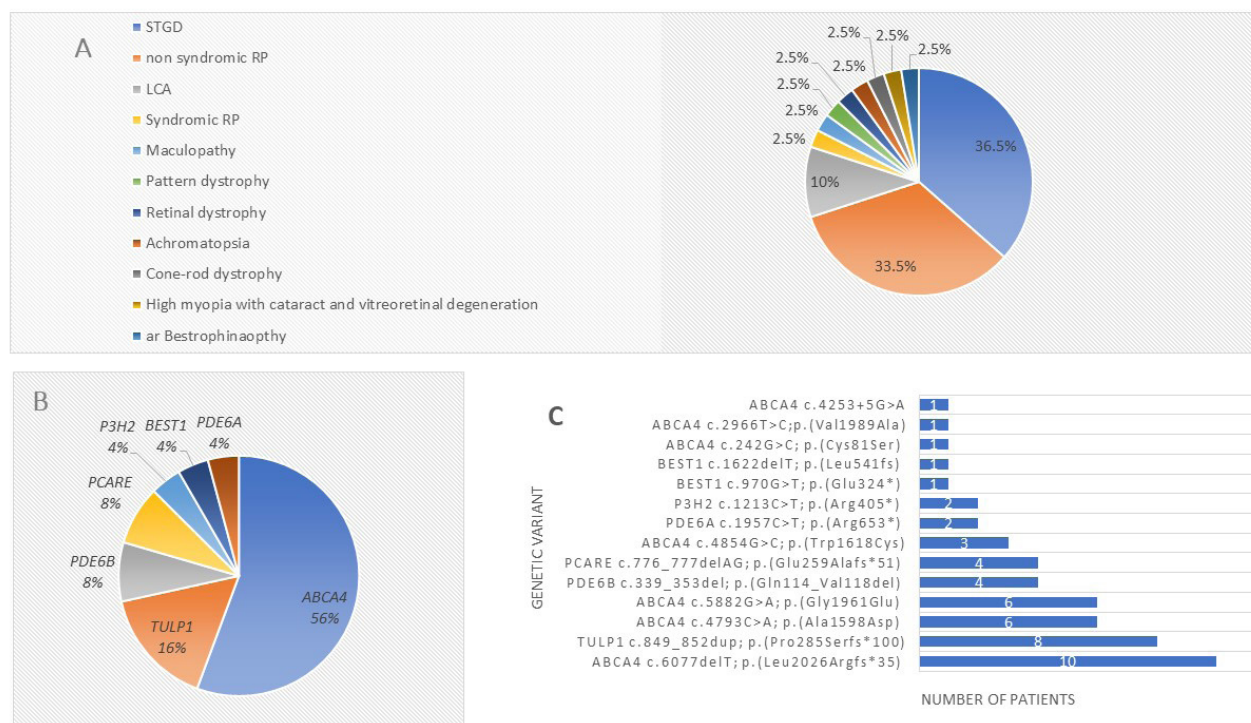 A
STGD
non syndromic RP
LCA
Syndromic RP
Maculopathy
Pattern dystrophy
Retinal dystrophy
Achromatopsia
Cone-rod dystrophy
High myopia with cataract and vitreoretinal degeneration
ar Bestrophinaopthy
2.5%
2.5%
2.5%
2.5%
2.5%
2.5%
2.5%
2.5%
36.5%
10%
33.5%
B
P3H2
4%
BEST1
4%
PDE6A
4%
PCARE
8%
PDE6B
8%
TULP1
16%
ABCA4
56%
C
GENETIC VARIANT
ABCA4 c.4253+5G>A 1
ABCA4 c.2966T>C;p.(Val1989Ala) 1
ABCA4 c.242G>C; p.(Cys81Ser) 1
BEST1 c.1622delT; p.(Leu541fs) 1
BEST1 c.970G>T; p.(Glu324*) 1
P3H2 c.1213C>T; p.(Arg405*) 2
PDE6A c.1957C>T; p.(Arg653*) 2
ABCA4 c.4854G>C; p.(Trp1618Cys) 3
PCARE c.776_777delAG; p.(Glu259Alafs*51) 4
PDE6B c.339_353del; p.(Gln114_Val118del) 4
ABCA4 c.5882G>A; p.(Gly1961Glu) 6
ABCA4 c.4793C>A; p.(Ala1598Asp) 6
TULP1 c.849_852dup; p.(Pro285Serfs*100) 8
ABCA4 c.6077delT; p.(Leu2026Argfs*35) 10
NUMBER OF PATIENTS